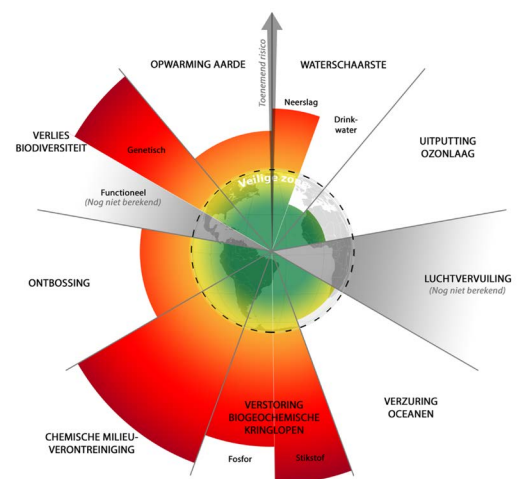 OPWARMING AARDE
Toenemend risico
WATERSCHAARSTE
Neerslag
Drink-
water
UITPUTTING
OZONLAAG
VERLIES
BIODIVERSITEIT
Genetisch
Functioneel
(Nog niet berekend)
Veilige zone
LUCHTVERVUILING
(Nog niet berekend)
ONTBOSSING
VERZURING
OCEANEN
VERSTORING
BIOGEOCHEMISCHE
KRINGLOPEN
CHEMISCHE MILIEU-
VERONTREINIGING
Fosfor
Stikstof